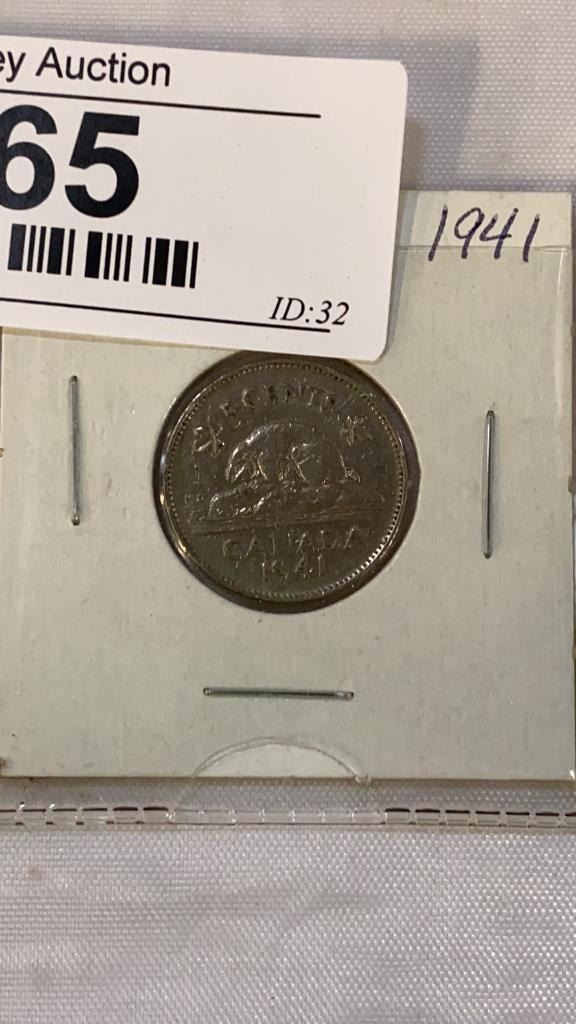 ey Auction
65
ID:32
1941
5 CENTS
CANADA
1941